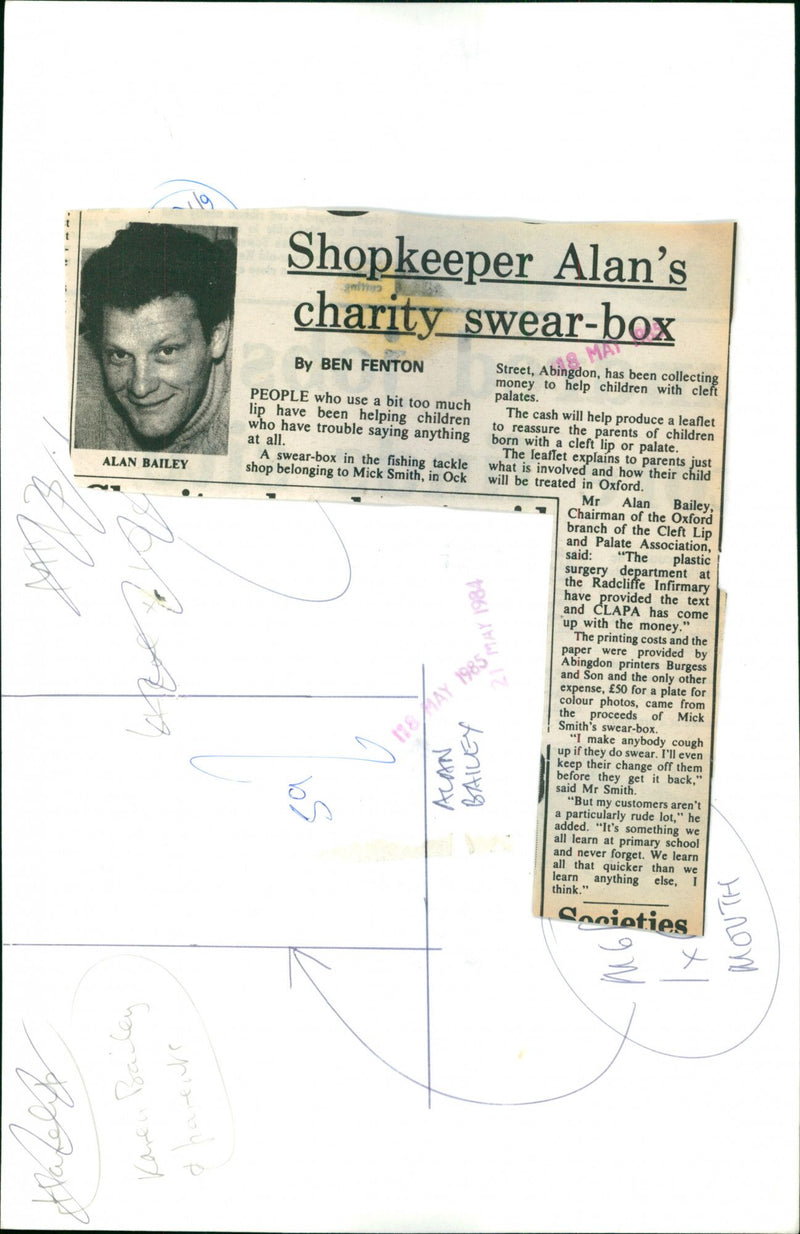 Shopkeeper Alan's
charity swear-box
By BEN FENTON
ALAN BAILEY
PEOPLE who use a bit too much
lip have been helping children
who have trouble saying anything
at all.
A swear-box in the fishing tackle
shop belonging to Mick Smith, in Ock
Street, Abingdon, has been collecting
money to help children with cleft
palates.
The cash will help produce a leaflet
to reassure the parents of children
born with a cleft lip or palate.
The leaflet explains to parents just
what is involved and how their child
will be treated in Oxford.
Mr Alan Bailey,
Chairman of the Oxford
branch of the Cleft Lip
and Palate Association,
said: "The plastic
surgery department at
the Radcliffe Infirmary
have provided the text
and CLAPA has come
up with the money."
The printing costs and the
paper were provided by
Abingdon printers Burgess
and Son and the only other
expense, £50 for a plate for
colour photos, came from
the proceeds of Mick
Smith's swear-box.
"I make anybody cough
up if they do swear. I'll even
keep their change off them
before they get it back,"
said Mr Smith.
"But my customers aren't
a particularly rude lot," he
added. "It's something we
all learn at primary school
and never forget. We learn
all that quicker than we
learn anything else, I
think."
Societies
18 MAY
18 MAY 1985
21 MAY 1984
ALAN
BAILEY
59
1 x
MOUTH
Karen Bailey
& parents